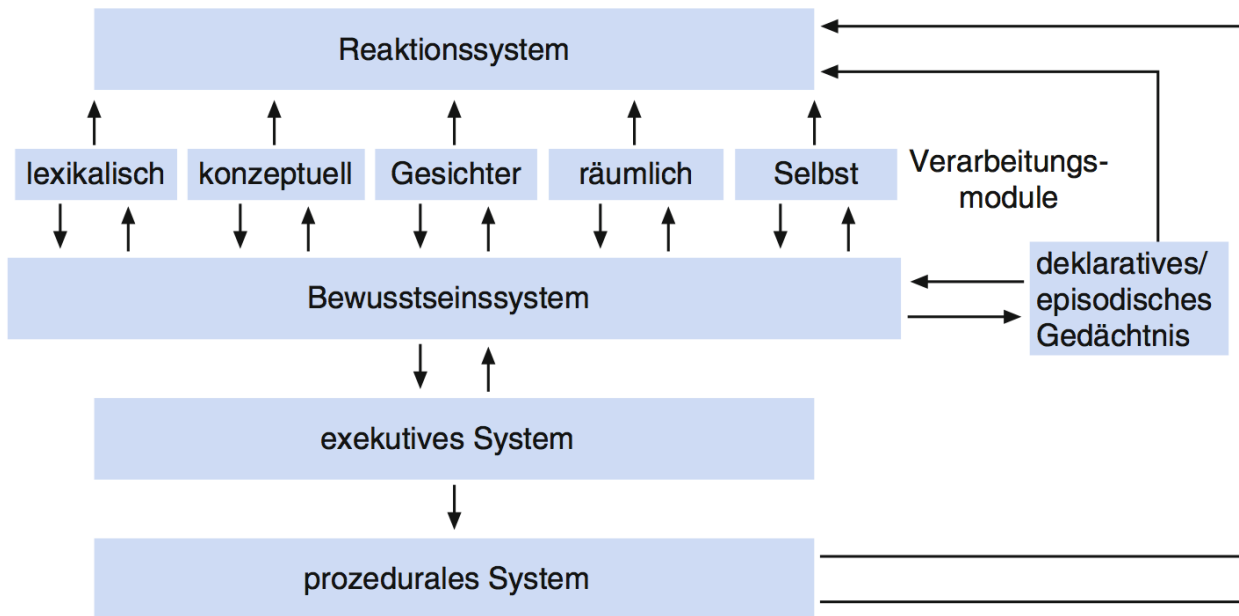 Reaktionssystem
lexikalisch
konzeptuell
Gesichter
räumlich
Selbst
Verarbeitungs-
module
Bewusstseinssystem
deklaratives/
episodisches
Gedächtnis
exekutives System
prozedurales System